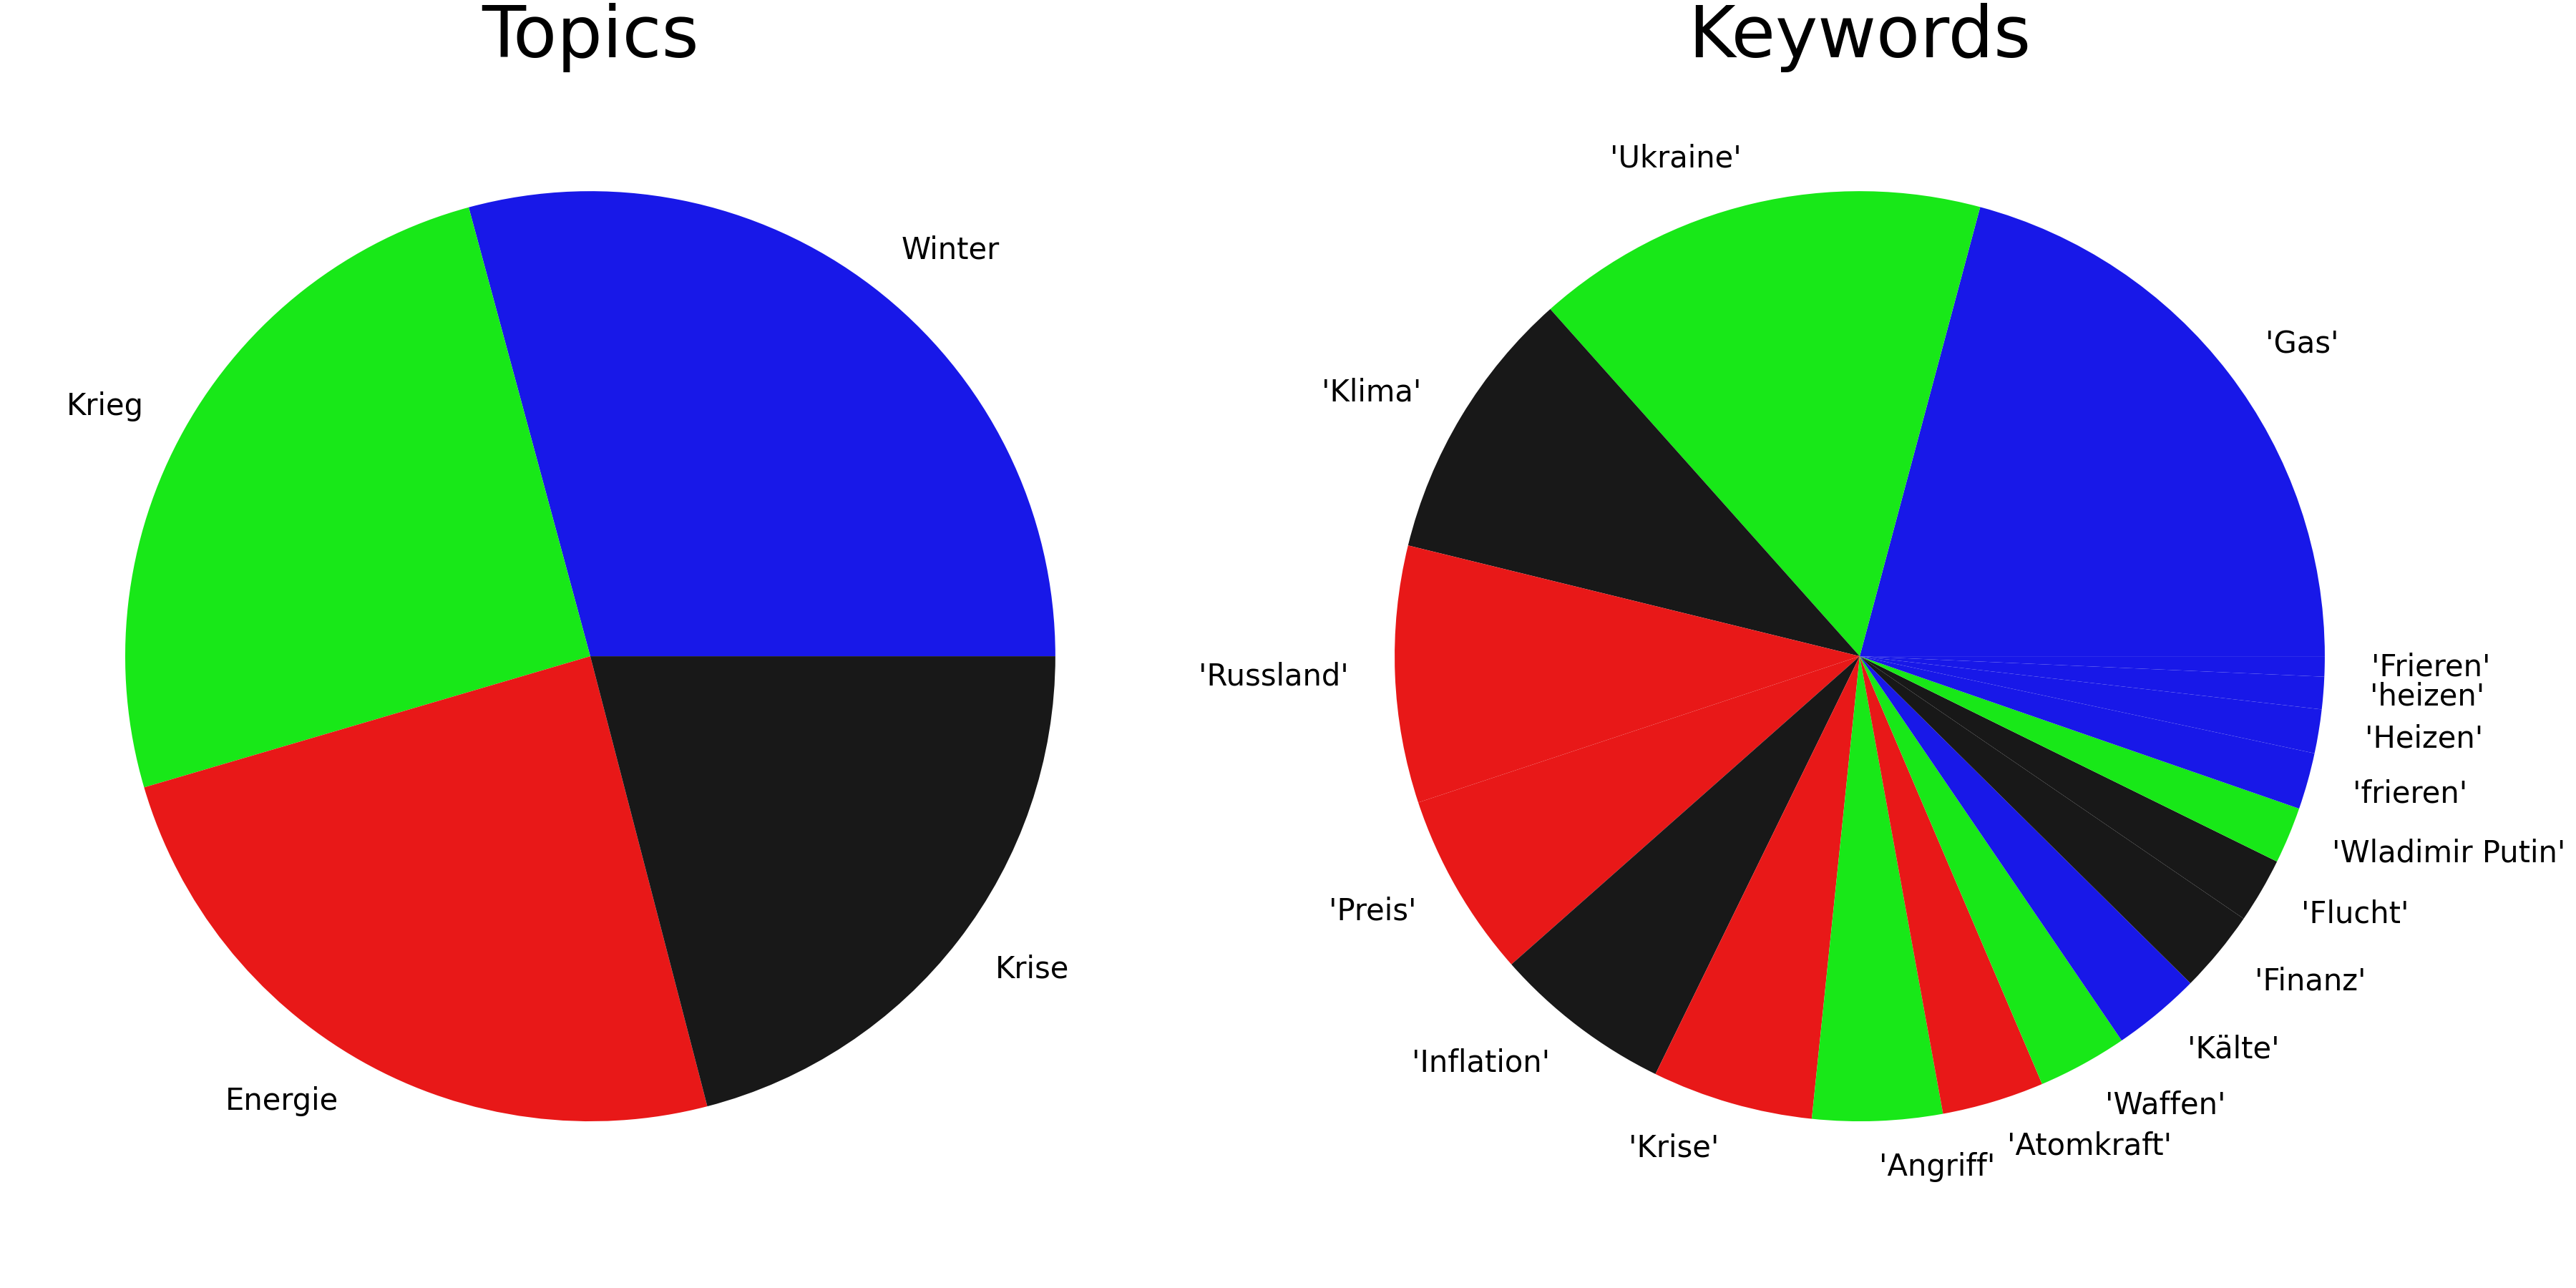 Topics
Winter
Krieg
Energie
Krise
Keywords
'Gas'
'Ukraine'
'Klima'
'Russland'
'Preis'
'Inflation'
'Krise'
'Angriff'
'Atomkraft'
'Waffen'
'Kälte'
'Finanz'
'Flucht'
'Wladimir Putin'
'frieren'
'Heizen'
'heizen'
'Frieren'